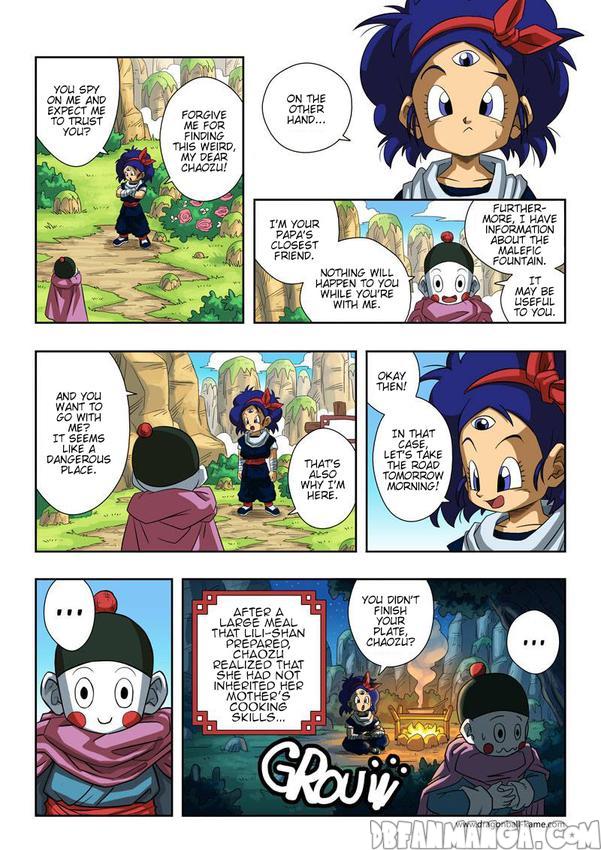 YOU SPY
ON ME AND
EXPECT ME
TO TRUST
YOU?
FORGIVE
ME FOR
FINDING
THIS WEIRD,
MY DEAR
CHAOZU!
ON THE
OTHER
HAND...
I'M YOUR
PAPA'S
CLOSEST
FRIEND.
NOTHING WILL
HAPPEN TO YOU
WHILE YOU'RE
WITH ME.
FURTHER-
MORE, I HAVE
INFORMATION
ABOUT THE
MALEFIC
FOUNTAIN.
IT
MAY BE
USEFUL
TO YOU.
AND YOU
WANT TO
GO WITH
ME?
IT SEEMS
LIKE A
DANGEROUS
PLACE.
THAT'S
ALSO
WHY I'M
HERE.
OKAY
THEN!
IN THAT
CASE,
LET'S TAKE
THE ROAD
TOMORROW
MORNING!
...
AFTER A
LARGE MEAL
THAT LILI-SHAN
PREPARED,
CHAOZU
REALIZED THAT
SHE HAD NOT
INHERITED HER
MOTHER'S
COOKING
SKILLS...
YOU DIDN'T
FINISH
YOUR
PLATE,
CHAOZU?
...
GROUW
www.dragonball-kame.com
DBFANMANGA.COM